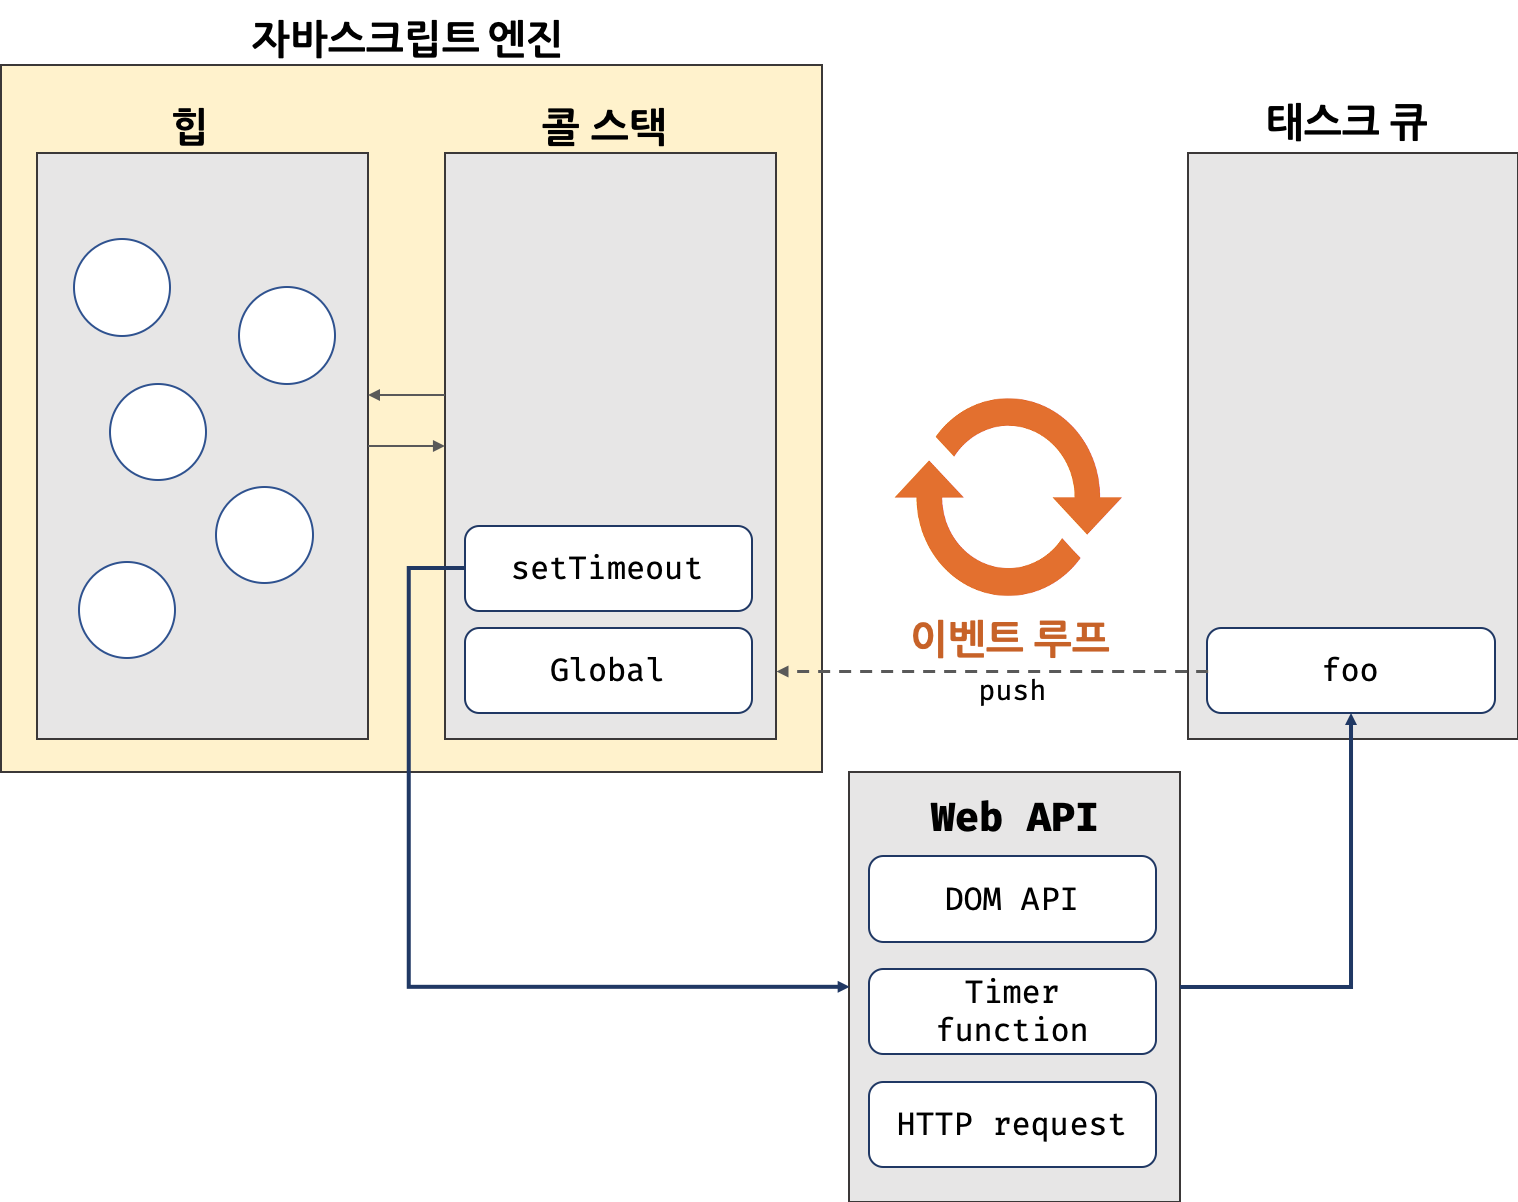 자바스크립트 엔진
힙
콜 스택
태스크 큐
setTimeout
Global
이벤트 루프
push
foo
Web API
DOM API
Timer
function
HTTP request